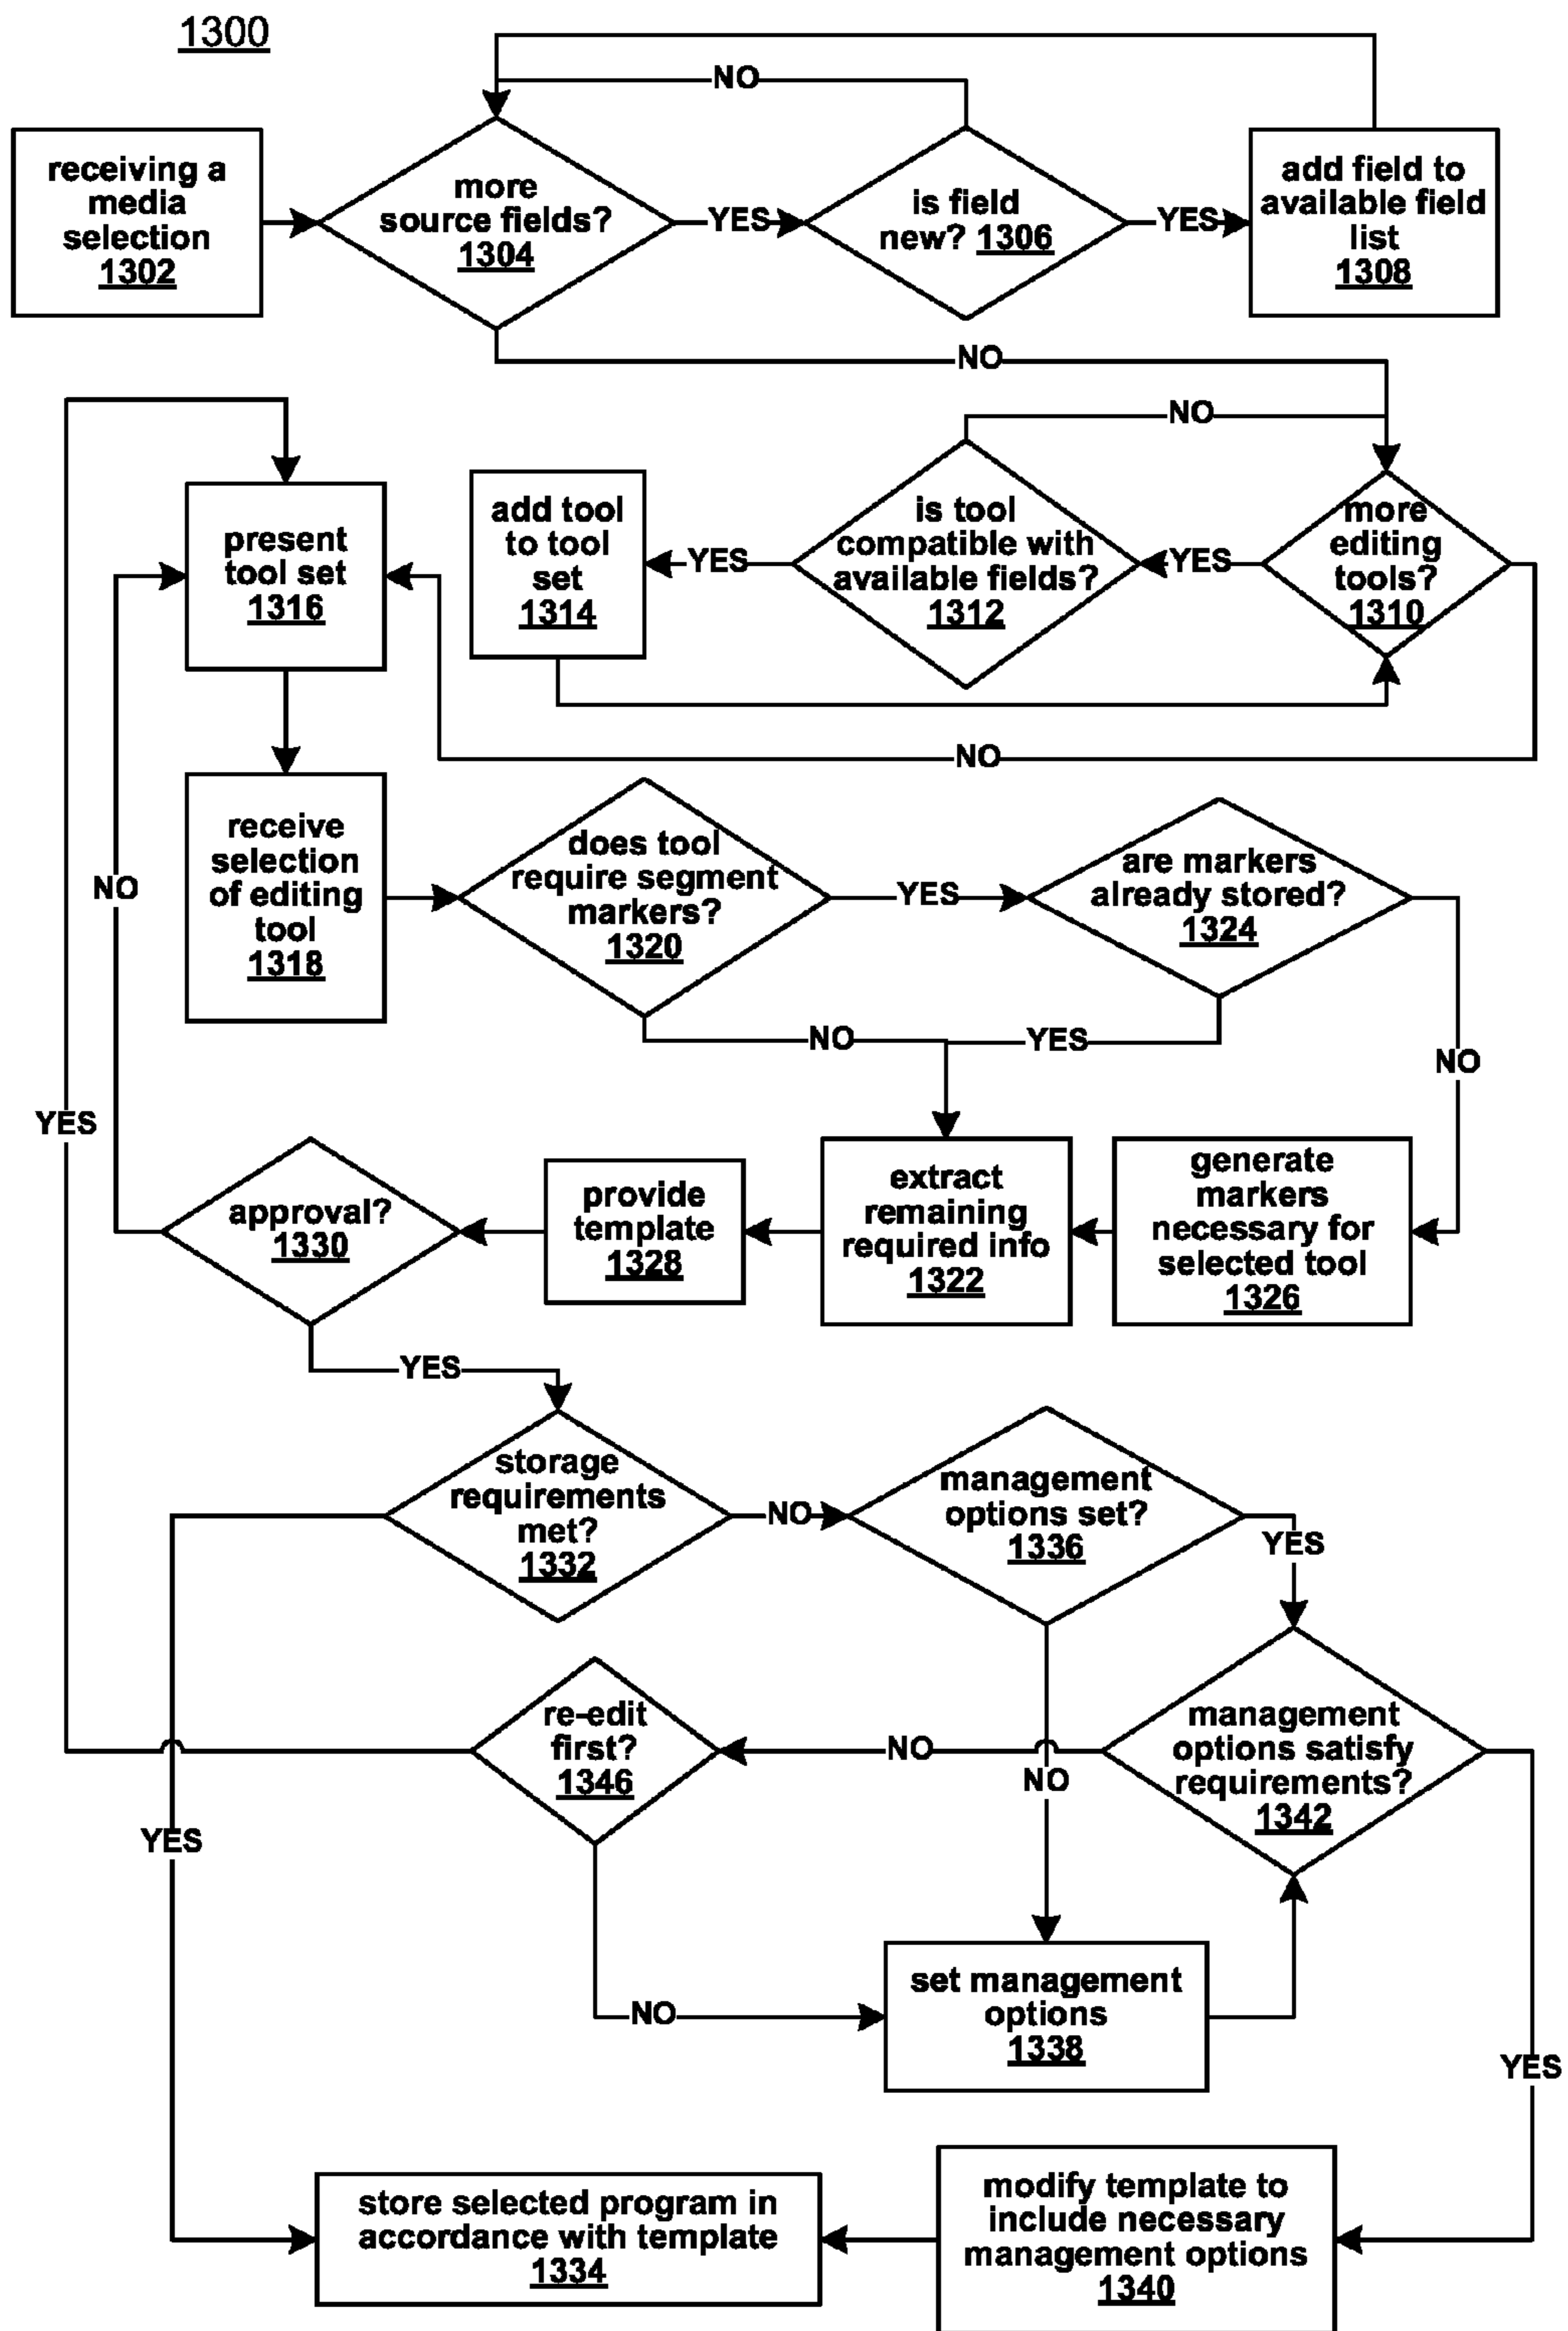 1300
NO
receiving a
media
selection
1302
more
source fields?
1304
YES
is field
new? 1306
YES
add field to
available field
list
1308
NO
NO
present
tool set
1316
add tool
to tool
set
1314
YES
is tool
compatible with
available fields?
1312
YES
more
editing
tools?
1310
NO
NO
receive
selection
of editing
tool
1318
does tool
require segment
markers?
1320
YES
are markers
already stored?
1324
NO
YES
NO
YES
approval?
1330
provide
template
1328
extract
remaining
required info
1322
generate
markers
necessary for
selected tool
1326
YES
storage
requirements
met?
1332
NO
management
options set?
1336
YES
re-edit
first?
1346
NO
NO
management
options satisfy
requirements?
1342
YES
NO
set management
options
1338
YES
store selected program in
accordance with template
1334
modify template to
include necessary
management options
1340